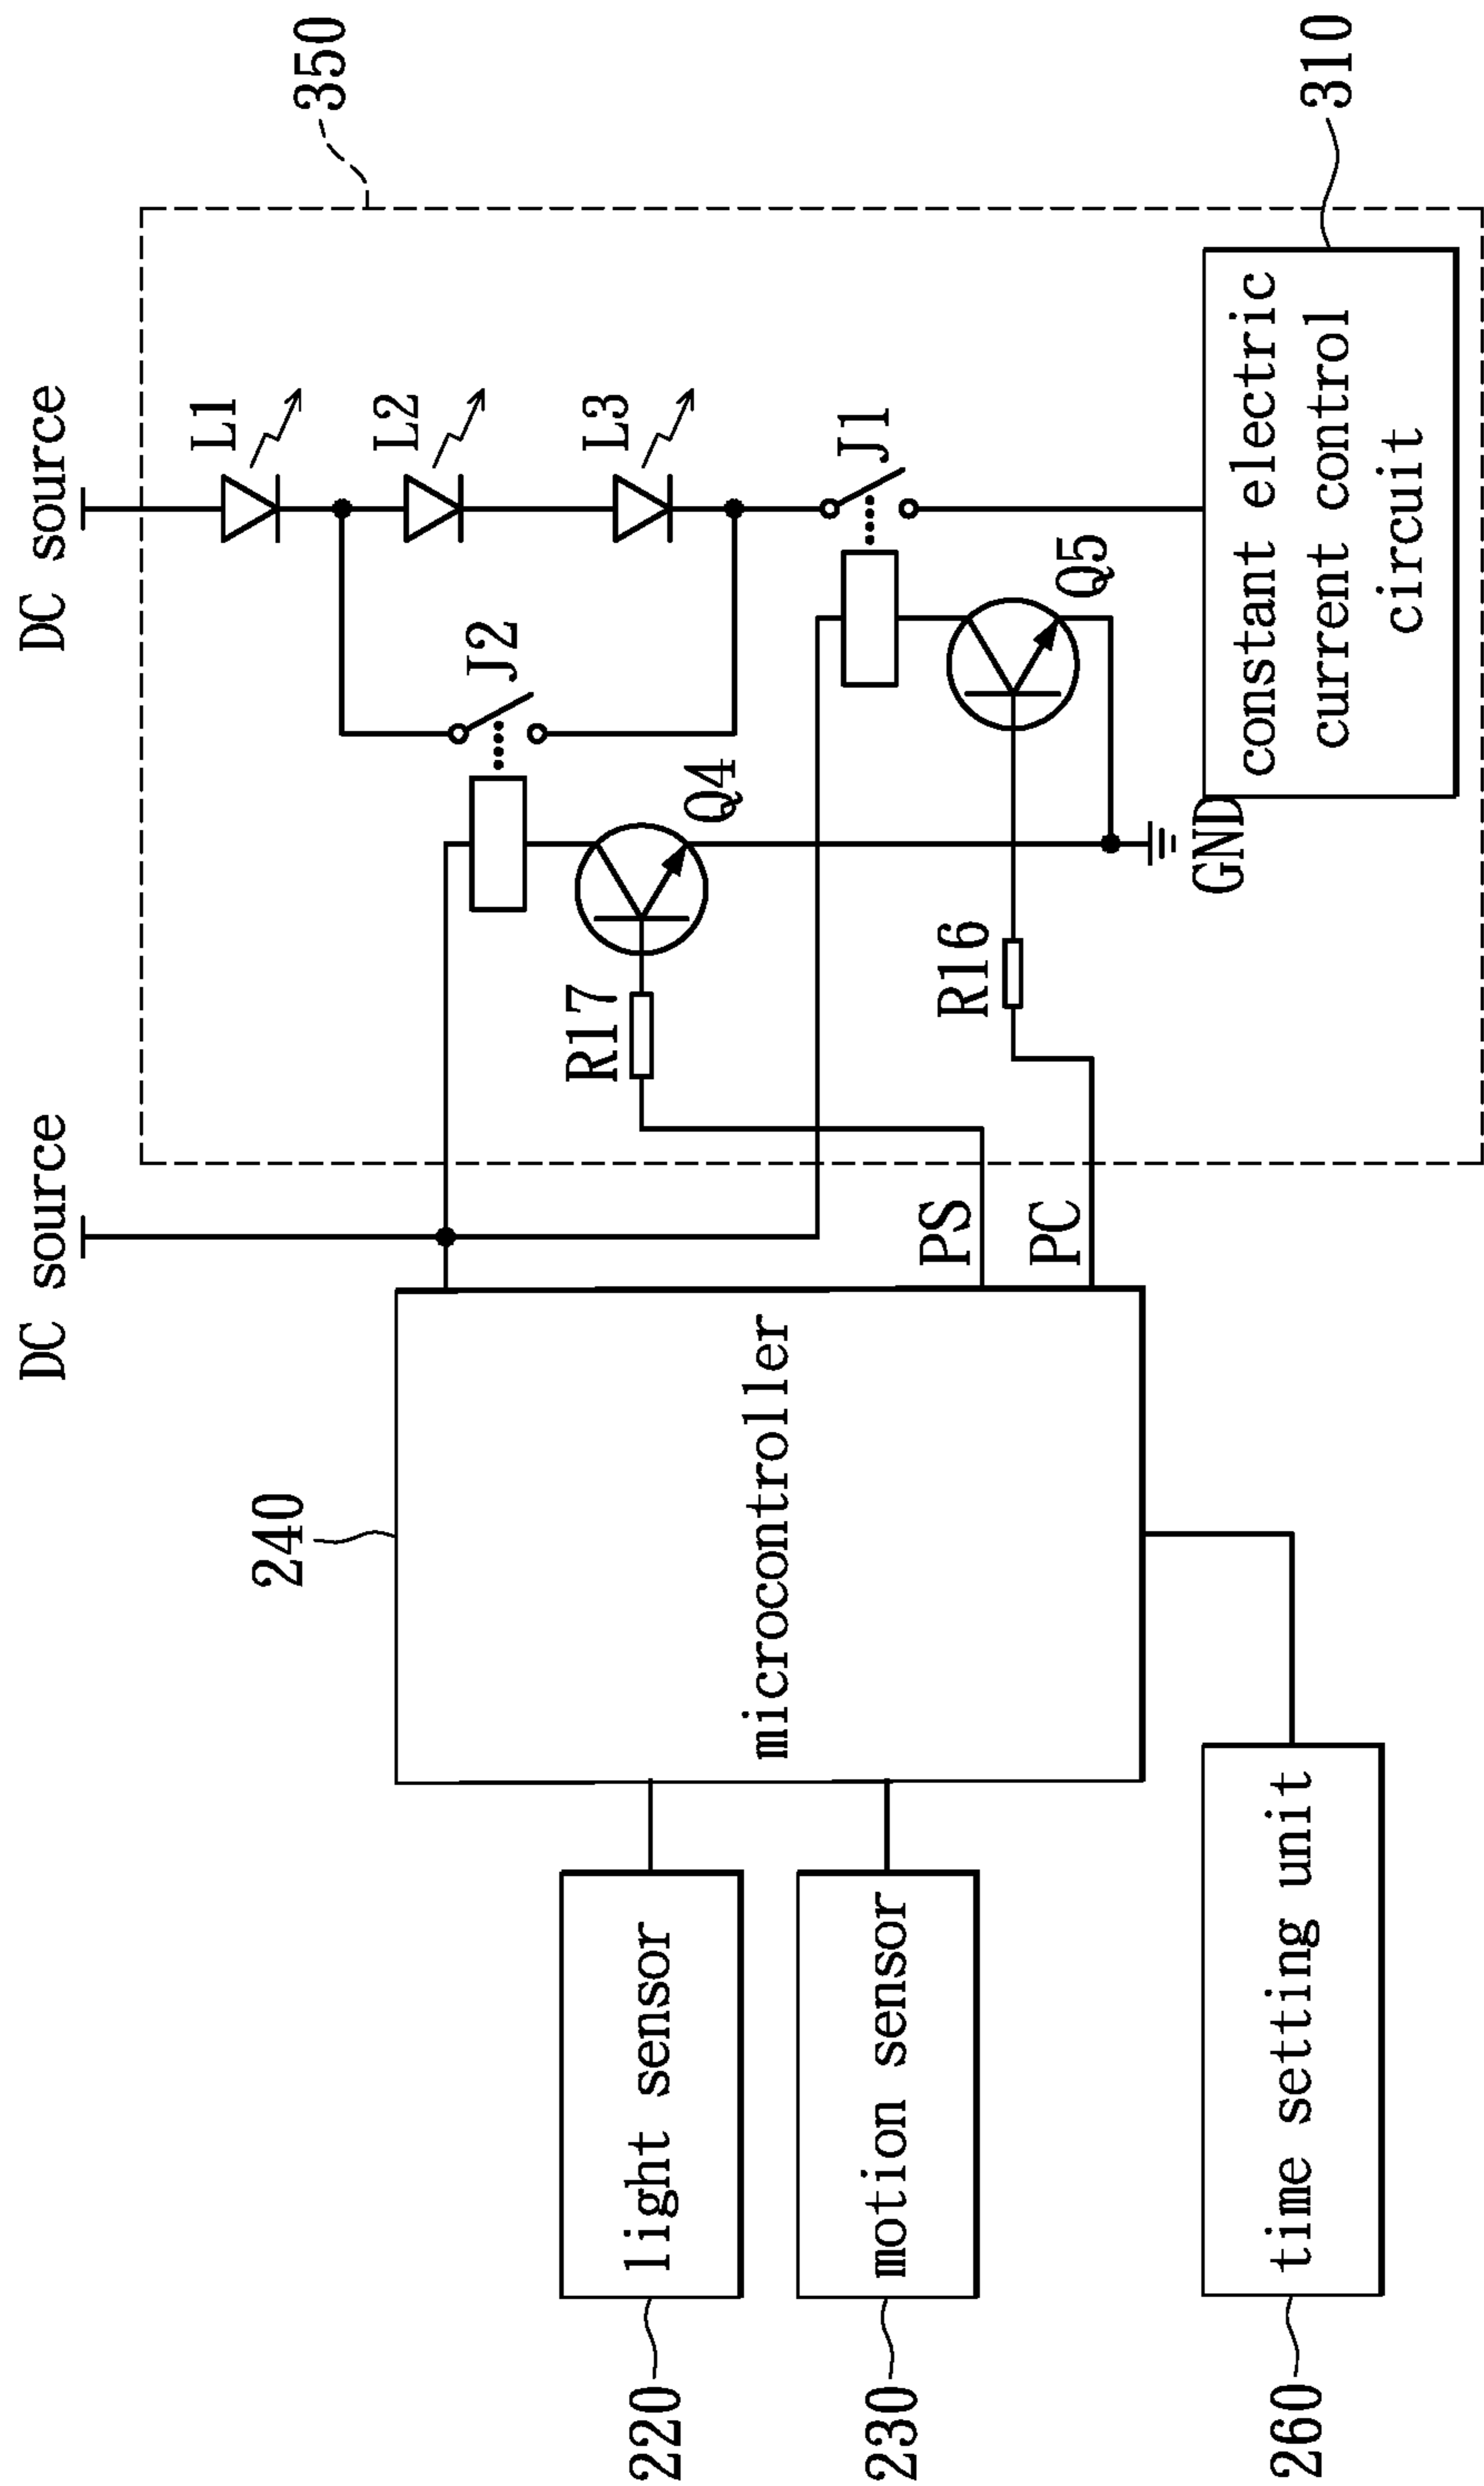 DC source
DC source
350
L1
L2
L3
J2
J1
240
R17
Q4
Q5
R16
microcontroller
PS
PC
GND
constant electric
current control
circuit
310
220
light sensor
230
motion sensor
260
time setting unit